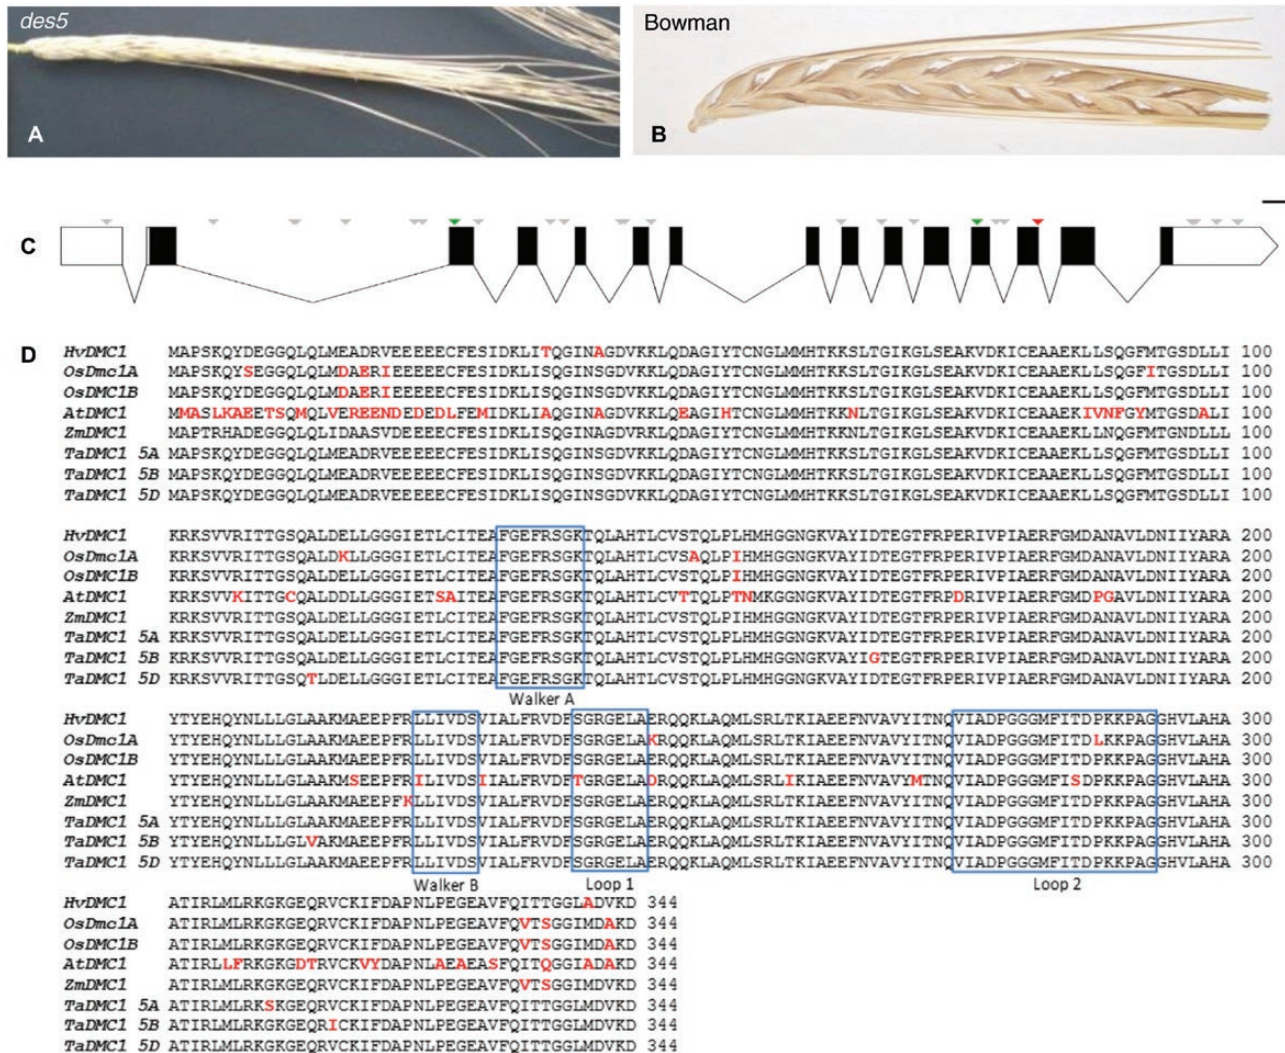 des5
A
Bowman
B
C
D
HvDMC1 MAPSKQYDEGGQLQLMEADRVEEEEECFESIDKLITQGINAGDVKKLQDAGIYTCNGLMMHTKKSLTGIKGLSEAKVDKICEAAEKLLSQGFMTGSDLLI 100
OsDmc1A MAPSKQYSEGGQLQLMDAERIEEEEECFESIDKLISQGINSGDVKKLQDAGIYTCNGLMMHTKKSLTGIKGLSEAKVDKICEAAEKLLSQGFITGSDLLI 100
OsDMC1B MAPSKQYDEGGQLQLMDAERIEEEEECFESIDKLISQGINSGDVKKLQDAGIYTCNGLMMHTKKSLTGIKGLSEAKVDKICEAAEKLLSQGFMTGSDLLI 100
AtDMC1 MMASLKAEETSQMQLVEREENDEDEDLFEMIDKLIAQGINAGDVKKLQEAGIHTCNGLMMHTKKNLTGIKGLSEAKVDKICEAAEKIVNFGYMTGSDALI 100
ZmDMC1 MAPTRHADEGGQLQLIDAASVDEEEECFESIDKLISQGINAGDVRKLQDAGIYTCNGLMMHTKKNLTGIKGLSEAKVDKICEAAEKLLNQGFMTGNDLLL 100
TaDMC1 5A MAPSKQYDEGGQLQLMEADRVEEEEECFESIDKLISQGINSGDVKKLQDAGIYTCNGLMMHTKKSLTGIKGLSEAKVDKICEAAEKLLSQGFMTGSDLLI 100
TaDMC1 5B MAPSKQYDEGGQLQLMEADRVEEEEECFESIDKLISQGINSGDVKKLQDAGIYTCNGLMMHTKKSLTGIKGLSEAKVDKICEAAEKLLSQGFMTGSDLLI 100
TaDMC1 5D MAPSKQYDEGGQLQLMEADRVEEEEECFESIDKLISQGINSGDVKKLQDAGIYTCNGLMMHTKKSLTGIKGLSEAKVDKICEAAEKLLSQGFMTGSDLLI 100
HvDMC1 KRKSVVRITTGSQALDELLGGGIETLCITEAFGEFRSGKTQLAHTLCVSTQLPLHMHGGNGKVAYIDTEGTFRPERIVPIAERFGMDANAVLDNIIYARA 200
OsDmc1A KRKSVVRITTGSQALDKLLGGGIETLCITEAFGEFRSGKTQLAHTLCVSAQLPIHMHGGNGKVAYIDTEGTFRPERIVPIAERFGMDANAVLDNIIYARA 200
OsDMC1B KRKSVVRITTGSQALDELLGGGIETLCITEAFGEFRSGKTQLAHTLCVSTQLPIHMHGGNGKVAYIDTEGTFRPERIVPIAERFGMDANAVLDNIIYARA 200
AtDMC1 KRKSVVKITTGCQALDDLLGGGIETSAITEAFGEFRSGKTQLAHTLCVTTQLPTNMKGGNGKVAYIDTEGTFRPDRIVPIAERFGMDPGAVLDNIIYARA 200
ZmDMC1 KRKSVVRITTGSQALDELLGGGIETLCITEAFGEFRSGKTQLAHTLCVSTQLPIHMHGGNGKVAYIDTEGTFRPERIVPIAERFGMDANAVLDNIIYARA 200
TaDMC1 5A KRKSVVRITTGSQALDELLGGGIETLCITEAFGEFRSGKTQLAHTLCVSTQLPLHMHGGNGKVAYIDTEGTFRPERIVPIAERFGMDANAVLDNIIYARA 200
TaDMC1 5B KRKSVVRITTGSQALDELLGGGIETLCITEAFGEFRSGKTQLAHTLCVSTQLPLHMHGGNGKVAYIGTEGTFRPERIVPIAERFGMDANAVLDNIIYARA 200
TaDMC1 5D KRKSVVRITTGSQTLDELLGGGIETLCITEAFGEFRSGKTQLAHTLCVSTQLPLHMHGGNGKVAYIDTEGTFRPERIVPIAERFGMDANAVLDNIIYARA 200
Walker A
HvDMC1 YTYEHQYNLLLGLAAKMAEEPFRLLIVDSVIALFRVDFSGRGELAERQQKLAQMLSRLTKIAEEFNVAVYITNQVIADPGGGMFITDPKKPAGGHVLAHA 300
OsDmc1A YTYEHQYNLLLGLAAKMAEEPFRLLIVDSVIALFRVDFSGRGELAKRQQKLAQMLSRLTKIAEEFNVAVYITNQVIADPGGGMFITDLKKPAGGHVLAHA 300
OsDMC1B YTYEHQYNLLLGLAAKMAEEPFRLLIVDSVIALFRVDFSGRGELAERQQKLAQMLSRLTKIAEEFNVAVYITNQVIADPGGGMFITDPKKPAGGHVLAHA 300
AtDMC1 YTYEHQYNLLLGLAAKMSEEPFRILIVDSIIALFRVDFTGRGELADRQQKLAQMLSRLIKIAEEFNVAVYMTNQVIADPGGGMFISDPKKPAGGHVLAHA 300
ZmDMC1 YTYEHQYNLLLGLAAKMAEEPFKLLIVDSVIALFRVDFSGRGELAERQQKLAQMLSRLTKIAEEFNVAVYITNQVIADPGGGMFITDPKKPAGGHVLAHA 300
TaDMC1 5A YTYEHQYNLLLGLAAKMAEEPFRLLIVDSVIALFRVDFSGRGELAERQQKLAQMLSRLTKIAEEFNVAVYITNQVIADPGGGMFITDPKKPAGGHVLAHA 300
TaDMC1 5B YTYEHQYNLLLGLVAKMAEEPFRLLIVDSVIALFRVDFSGRGELAERQQKLAQMLSRLTKIAEEFNVAVYITNQVIADPGGGMFITDPKKPAGGHVLAHA 300
TaDMC1 5D YTYEHQYNLLLGLAAKMAEEPFRLLIVDSVIALFRVDFSGRGELAERQQKLAQMLSRLTKIAEEFNVAVYITNQVIADPGGGMFITDPKKPAGGHVLAHA 300
Walker B Loop 1 Loop 2
HvDMC1 ATIRLMLRKGKGEQRVCKIFDAPNLPEGEAVFQITTGGLADVKD 344
OsDmc1A ATIRLMLRKGKGEQRVCKIFDAPNLPEGEAVFQVTSGGIMDAKD 344
OsDMC1B ATIRLMLRKGKGEQRVCKIFDAPNLPEGEAVFQVTSGGIMDAKD 344
AtDMC1 ATIRLLFRKGKGDTRVCKVYDAPNLAEAEASFQITQGGIADAKD 344
ZmDMC1 ATIRLMLRKGKGEQRVCKIFDAPNLPEGEAVFQVTSGGIMDAKD 344
TaDMC1 5A ATIRLMLRKSKGEQRVCKIFDAPNLPEGEAVFQITTGGLMDVKD 344
TaDMC1 5B ATIRLMLRKGKGEQRICKIFDAPNLPEGEAVFQITTGGLMDVKD 344
TaDMC1 5D ATIRLMLRKGKGEQRVCKIFDAPNLPEGEAVFQITTGGLMDVKD 344